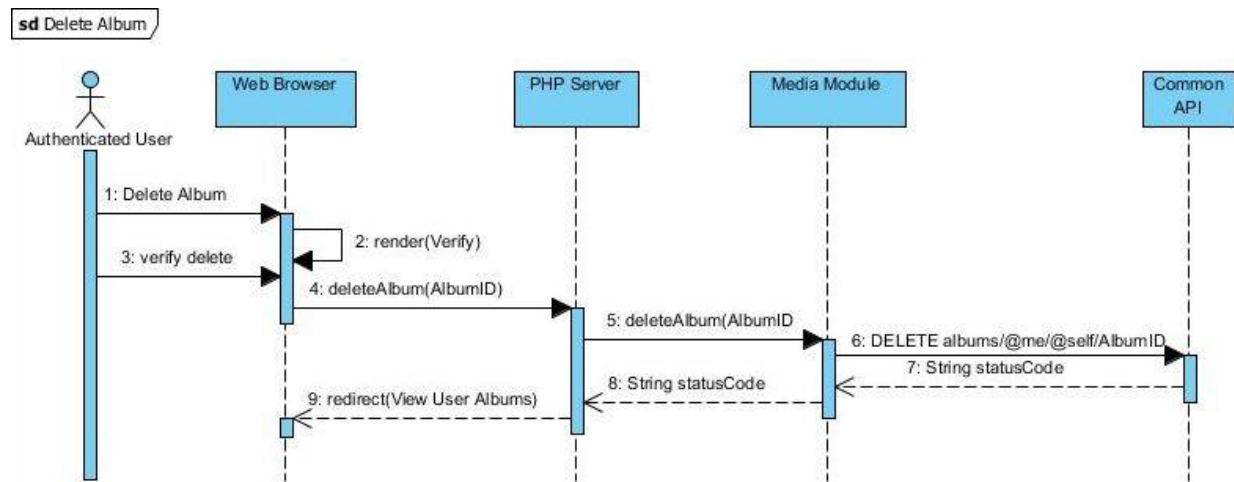 sd Delete Album
Web Browser
PHP Server
Media Module
Common
API
Authenticated User
1: Delete Album
2: render(Verify)
3: verify delete
4: deleteAlbum(AlbumID)
5: deleteAlbum(AlbumID
6: DELETE albums/@me/@self/AlbumID
7: String statusCode
8: String statusCode
9: redirect(View User Albums)